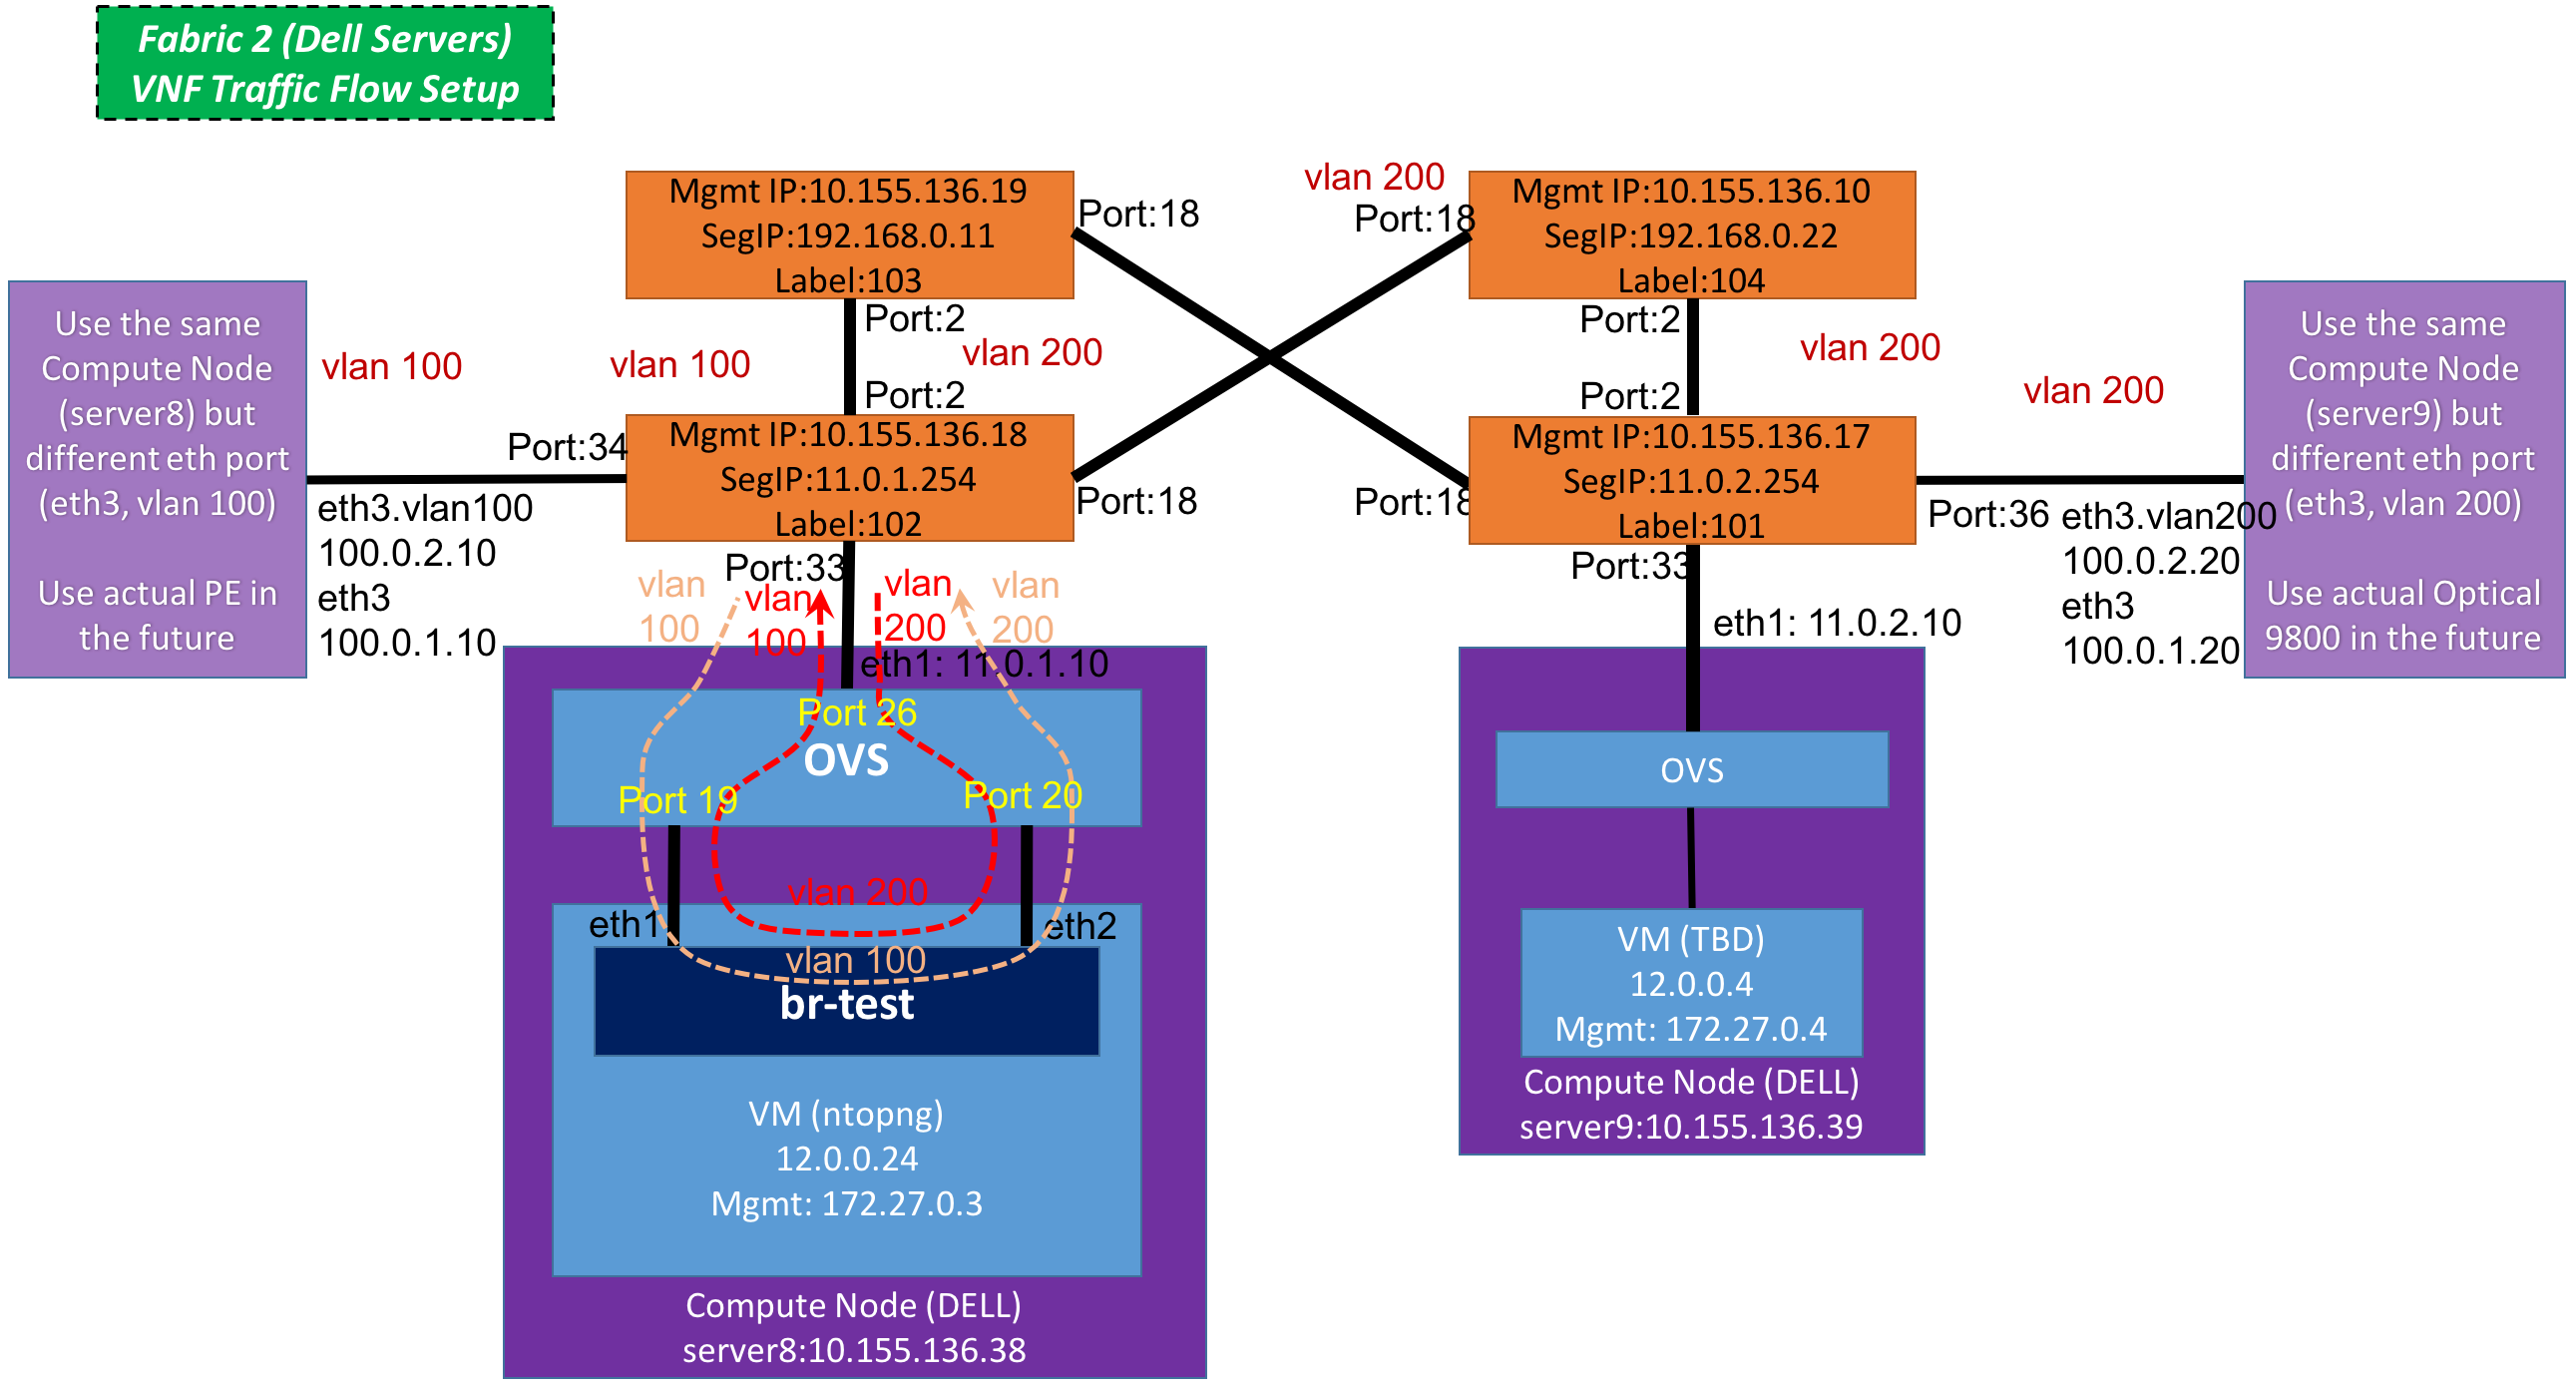 Fabric 2 (Dell Servers)
VNF Traffic Flow Setup
Mgmt IP:10.155.136.19
SegIP:192.168.0.11
Label:103
Port:18
Port:2
vlan 200
Port:18
Mgmt IP:10.155.136.10
SegIP:192.168.0.22
Label:104
Port:2
Use the same
Compute Node
(server8) but
different eth port
(eth3, vlan 100)
Use actual PE in
the future
vlan 100
vlan 100
vlan 200
vlan 200
vlan 200
Use the same
Compute Node
(server9) but
different eth port
(eth3, vlan 200)
Use actual Optical
9800 in the future
Port:2
Port:2
Port:34
Mgmt IP:10.155.136.18
SegIP:11.0.1.254
Label:102
Port:18
Port:18
Mgmt IP:10.155.136.17
SegIP:11.0.2.254
Label:101
Port:36
eth3.vlan100
100.0.2.10
eth3
100.0.1.10
eth3.vlan200
100.0.2.20
eth3
100.0.1.20
Port:33
vlan
100
vlan
100
vlan
200
vlan
200
eth1: 11.0.1.10
Port:33
eth1: 11.0.2.10
Port 26
OVS
Port 19
Port 20
vlan 200
eth1
eth2
vlan 100
br-test
VM (ntopng)
12.0.0.24
Mgmt: 172.27.0.3
Compute Node (DELL)
server8:10.155.136.38
OVS
VM (TBD)
12.0.0.4
Mgmt: 172.27.0.4
Compute Node (DELL)
server9:10.155.136.39